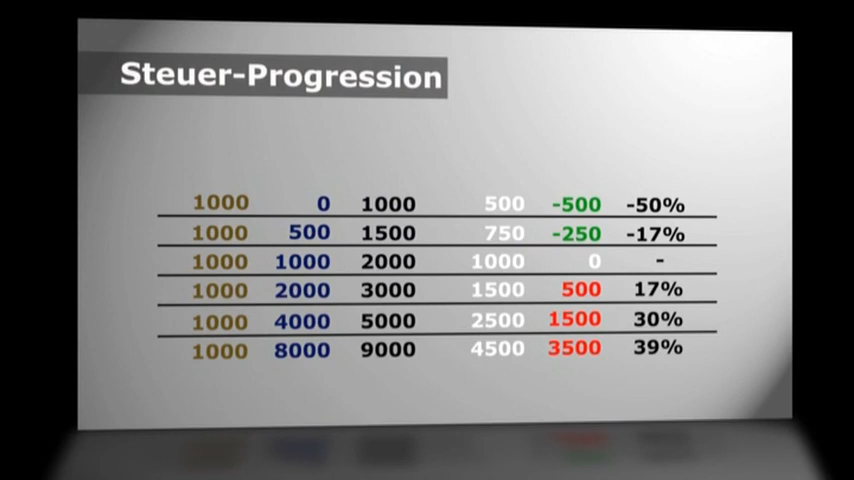 Steuer-Progression
1000 0 1000 500 -500 -50%
1000 500 1500 750 -250 -17%
1000 1000 2000 1000 0 -
1000 2000 3000 1500 500 17%
1000 4000 5000 2500 1500 30%
1000 8000 9000 4500 3500 39%